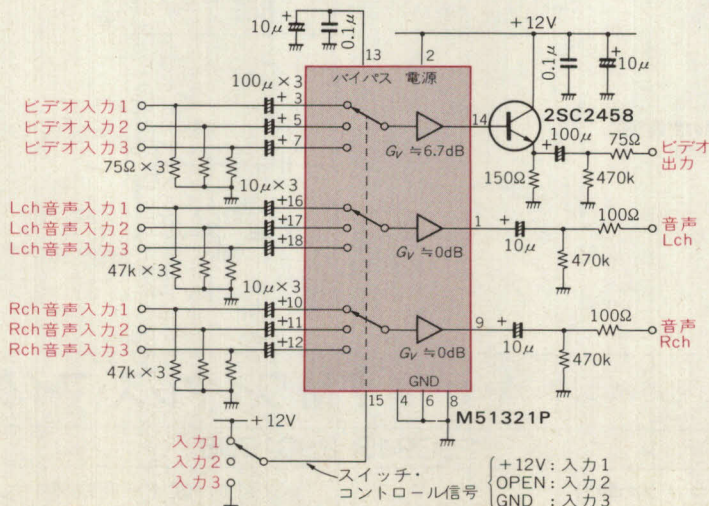 +12V
10μ
0.1μ
13
2
0.1μ
10μ
バイパス 電源
100μ×3
2SC2458
ビデオ入力1
+3
14
100μ
75Ω
ビデオ入力2
+5
ビデオ
出力
ビデオ入力3
+7
GV≒6.7dB
75Ω×3
150Ω
470k
10μ×3
Lch音声入力1
+16
1
100Ω
音声
Lch
Lch音声入力2
+17
Lch音声入力3
+18
GV≒0dB
10μ
470k
47k×3
10μ×3
Rch音声入力1
+10
9
100Ω
音声
Rch
Rch音声入力2
+11
Rch音声入力3
+12
GV≒0dB
10μ
470k
47k×3
GND
15
4
6
8
M51321P
+12V
入力1
入力2
入力3
スイッチ・
コントロール信号
+12V:入力1
OPEN:入力2
GND :入力3